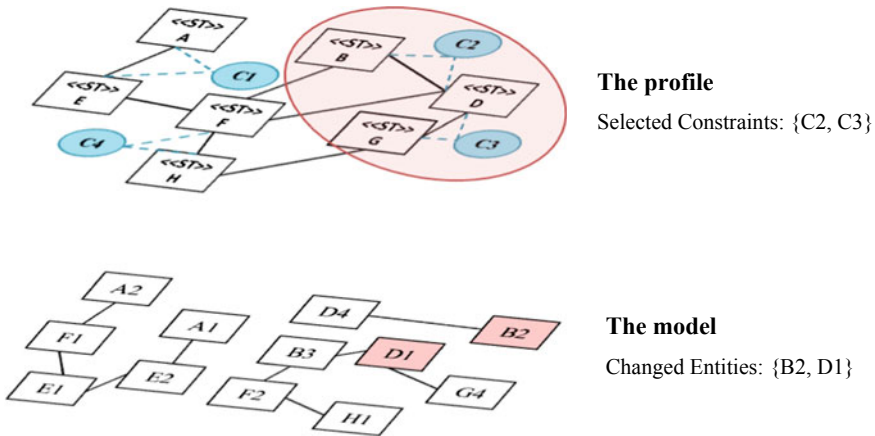 <<ST>>
A
<<ST>>
B
C2
<<ST>>
E
C1
<<ST>>
D
<<ST>>
F
C4
<<ST>>
G
C3
<<ST>>
H
The profile
Selected Constraints: {C2, C3}
A2
A1
D4
B2
F1
B3
D1
E1
E2
F2
G4
H1
The model
Changed Entities: {B2, D1}